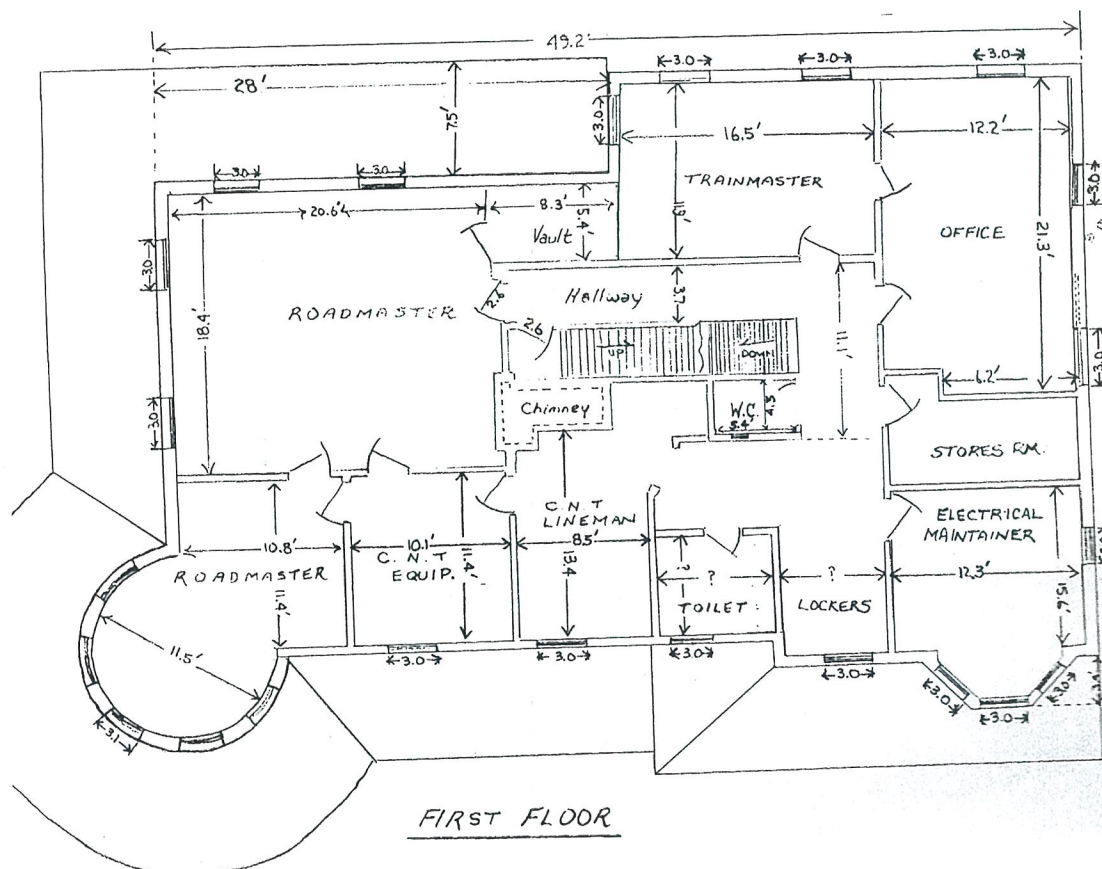 49.2'
3.0
3.0
3.0
28'
7.5'
3.0
16.5'
12.2'
3.0
3.0
3.0
TRAINMASTER
20.6'
8.3'
5.4'
11.9'
Vault
OFFICE
21.3'
3.0
Hallway
3.7
2.6
ROADMASTER
18.4'
2.6
11.1'
UP
DOWN
3.0
6.2'
Chimney
W.C.
4.5
5.4'
3.0
STORES RM.
C.N.T
LINEMAN
8.5'
13.4
ELECTRICAL
MAINTAINER
12.3'
15.6'
3.0
10.8'
ROADMASTER
11.4'
10.1'
C.N.T
EQUIP.
11.4'
?
?
TOILET
?
LOCKERS
11.5'
3.0
3.0
3.0
3.0
3.0
3.0
3.0
3.1
FIRST FLOOR